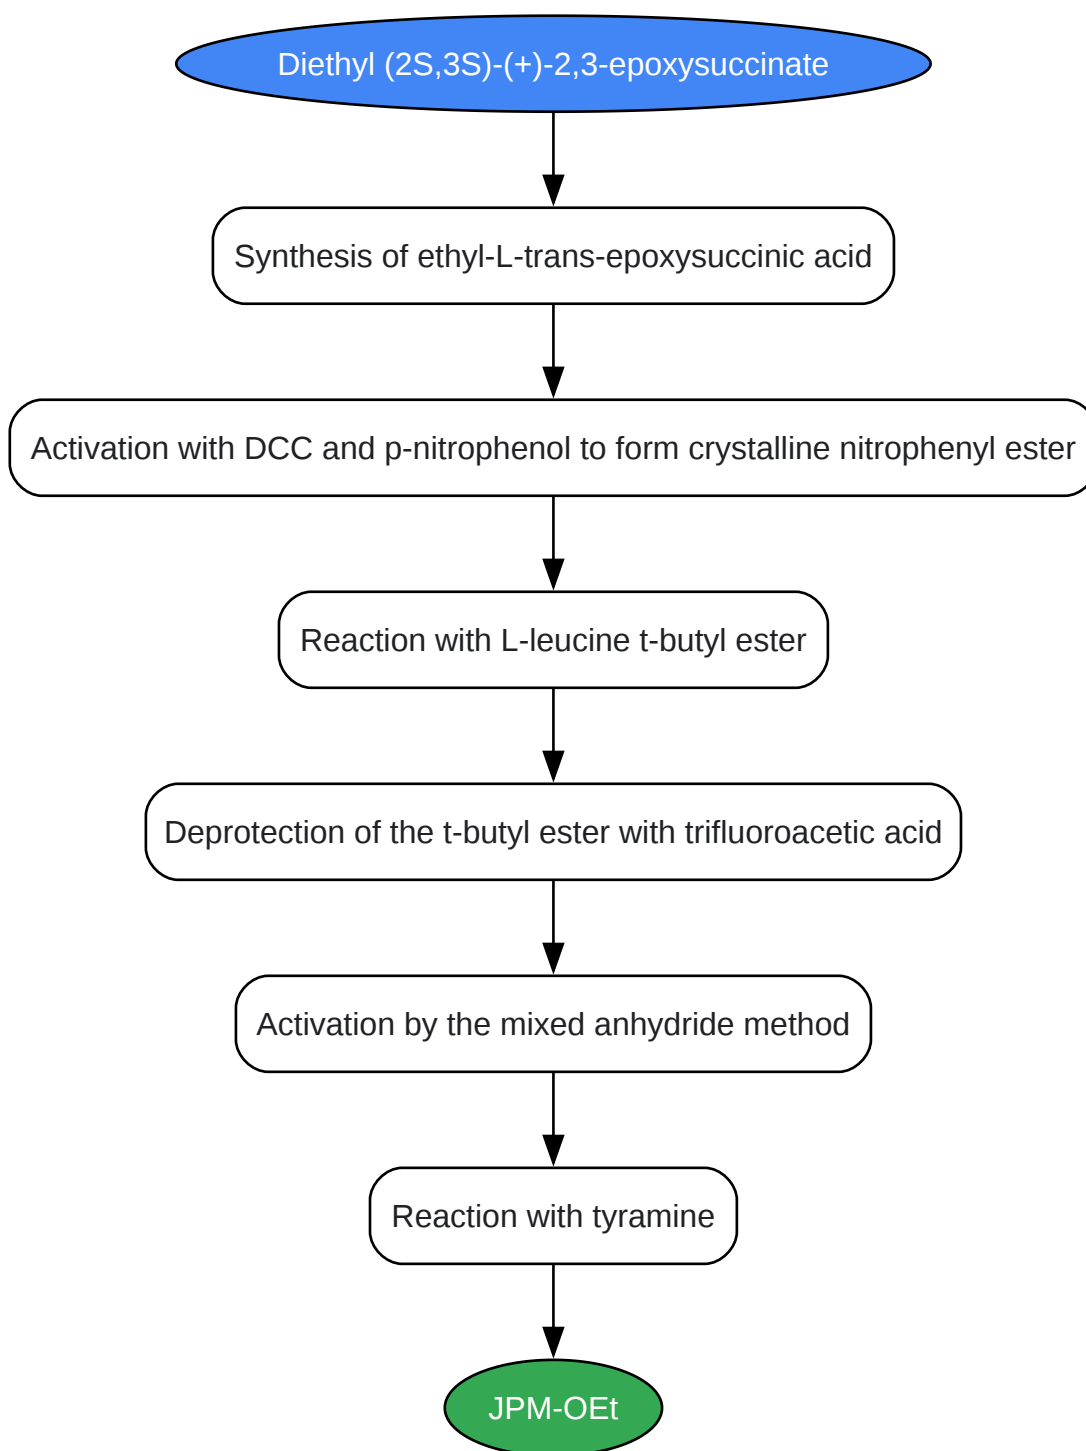 Diethyl (2S,3S)-(+)-2,3-epoxysuccinate
Synthesis of ethyl-L-trans-epoxysuccinic acid
Activation with DCC and p-nitrophenol to form crystalline nitrophenyl ester
Reaction with L-leucine t-butyl ester
Deprotection of the t-butyl ester with trifluoroacetic acid
Activation by the mixed anhydride method
Reaction with tyramine
JPM-OEt